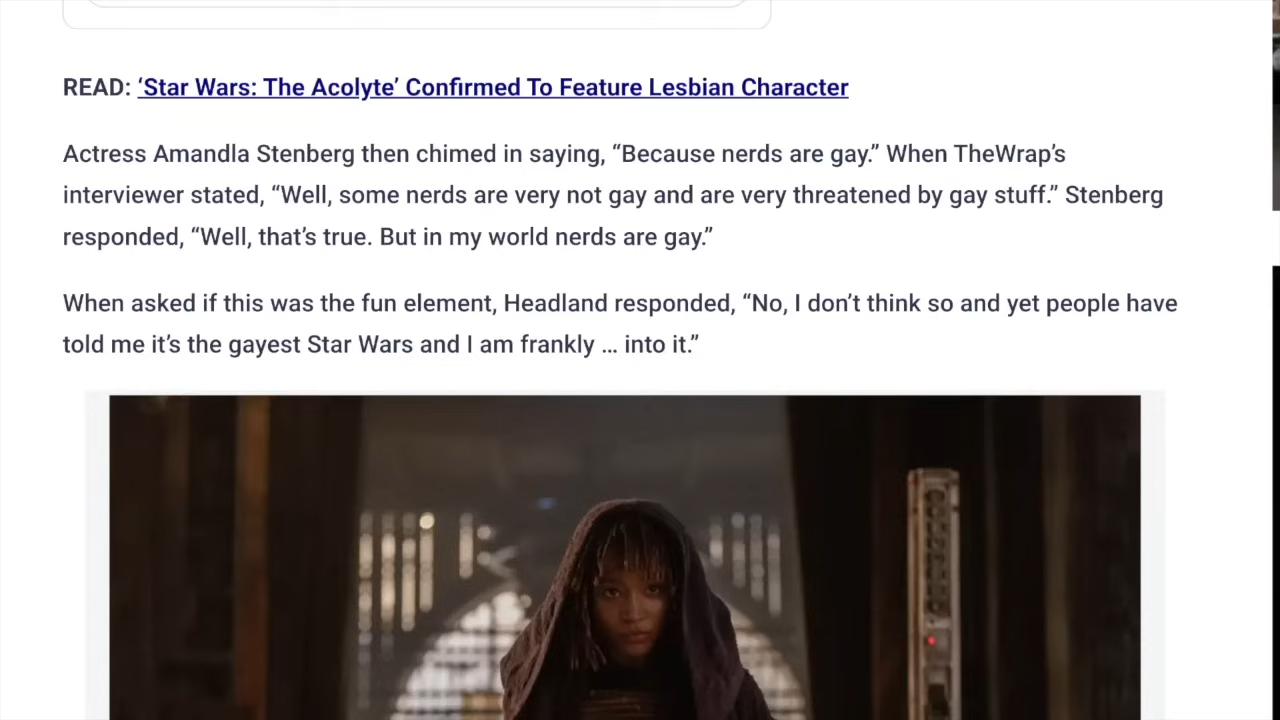 READ: ‘Star Wars: The Acolyte’ Confirmed To Feature Lesbian Character
Actress Amandla Stenberg then chimed in saying, “Because nerds are gay.” When TheWrap’s
interviewer stated, “Well, some nerds are very not gay and are very threatened by gay stuff.” Stenberg
responded, “Well, that’s true. But in my world nerds are gay.”
When asked if this was the fun element, Headland responded, “No, I don’t think so and yet people have
told me it’s the gayest Star Wars and I am frankly … into it.”